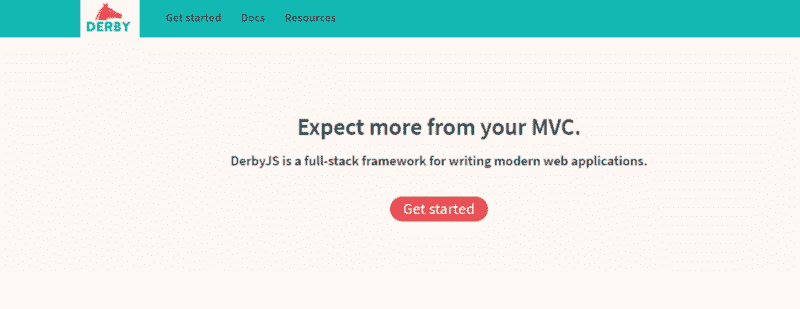 DERBY
Get started Docs Resources
Expect more from your MVC.
DerbyJS is a full-stack framework for writing modern web applications.
Get started